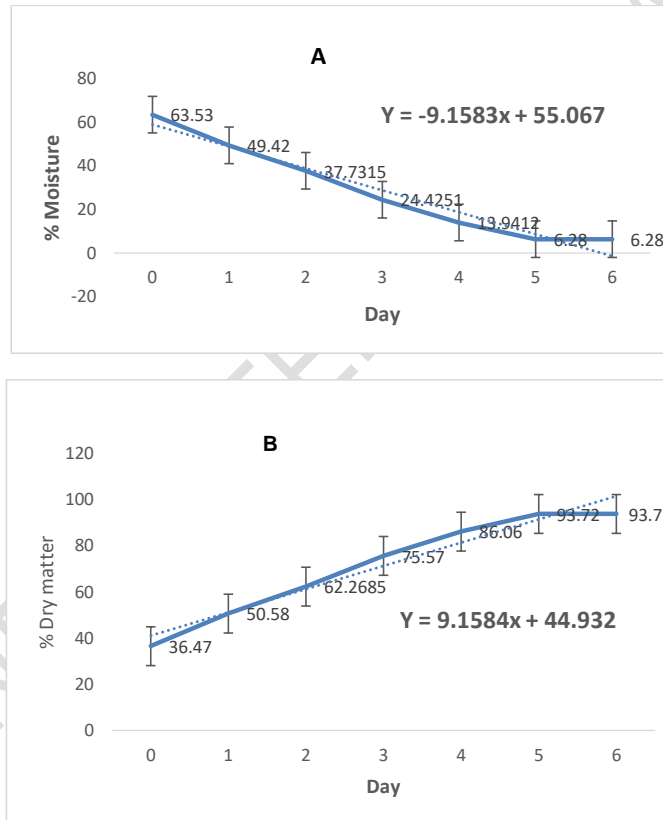 A
Y = -9.1583x + 55.067
80
60
40
20
0
-20
% Moisture
63.53
49.42
37.7315
24.4251
13.9412
6.28
6.28
0 1 2 3 4 5 6
Day
B
120
100
80
60
40
20
0
% Dry matter
36.47
50.58
62.2685
75.57
86.06
93.72
93.7
Y = 9.1584x + 44.932
0 1 2 3 4 5 6
Day